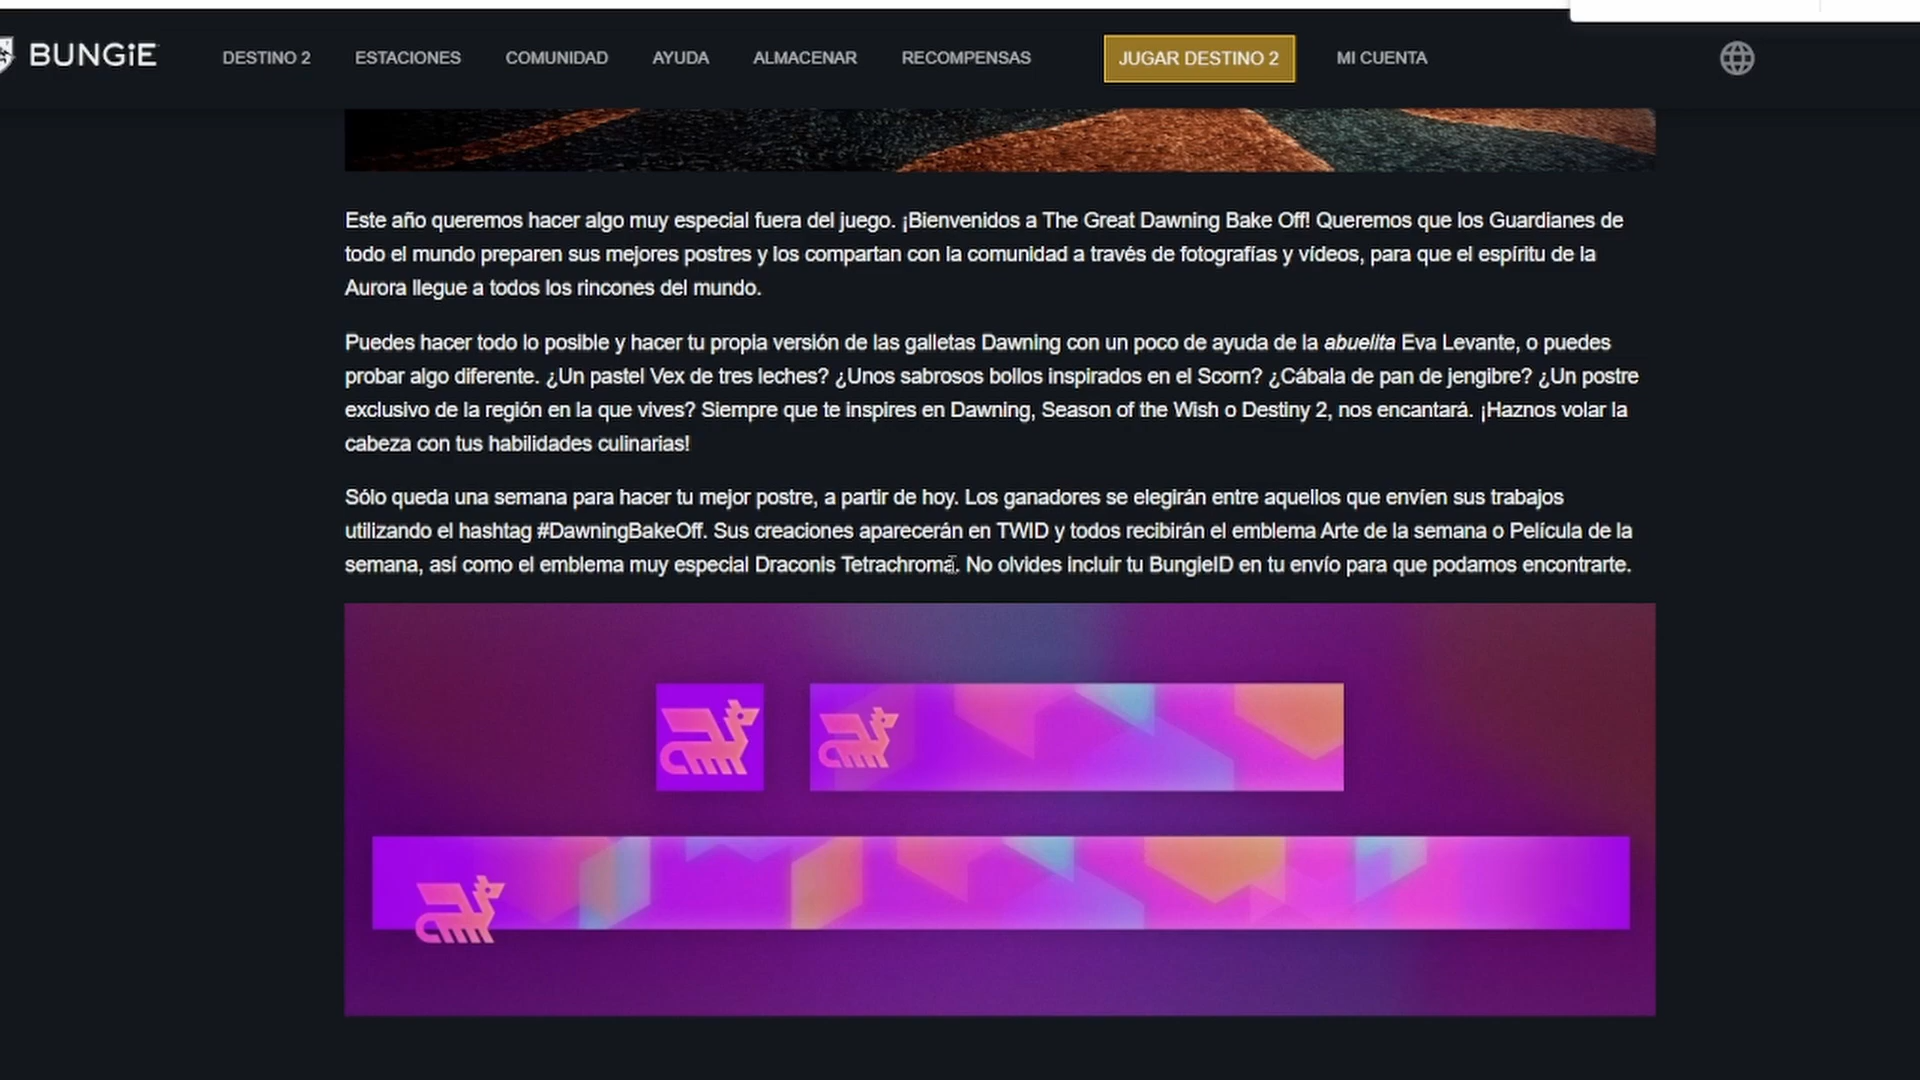 BUNGiE DESTINO 2 ESTACIONES COMUNIDAD AYUDA ALMACENAR RECOMPENSAS JUGAR DESTINO 2 MI CUENTA
Este año queremos hacer algo muy especial fuera del juego. ¡Bienvenidos a The Great Dawning Bake Off! Queremos que los Guardianes de
todo el mundo preparen sus mejores postres y los compartan con la comunidad a través de fotografías y vídeos, para que el espíritu de la
Aurora llegue a todos los rincones del mundo.
Puedes hacer todo lo posible y hacer tu propia versión de las galletas Dawning con un poco de ayuda de la abuelita Eva Levante, o puedes
probar algo diferente. ¿Un pastel Vex de tres leches? ¿Unos sabrosos bollos inspirados en el Scorn? ¿Cábala de pan de jengibre? ¿Un postre
exclusivo de la región en la que vives? Siempre que te inspires en Dawning, Season of the Wish o Destiny 2, nos encantará. ¡Haznos volar la
cabeza con tus habilidades culinarias!
Sólo queda una semana para hacer tu mejor postre, a partir de hoy. Los ganadores se elegirán entre aquellos que envíen sus trabajos
utilizando el hashtag #DawningBakeOff. Sus creaciones aparecerán en TWID y todos recibirán el emblema Arte de la semana o Película de la
semana, así como el emblema muy especial Draconis Tetrachroma. No olvides incluir tu BungieID en tu envío para que podamos encontrarte.